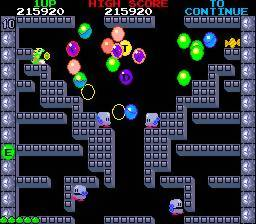 1UP HIGH SCORE TO
215920 215920 CONTINUE
10
T
E